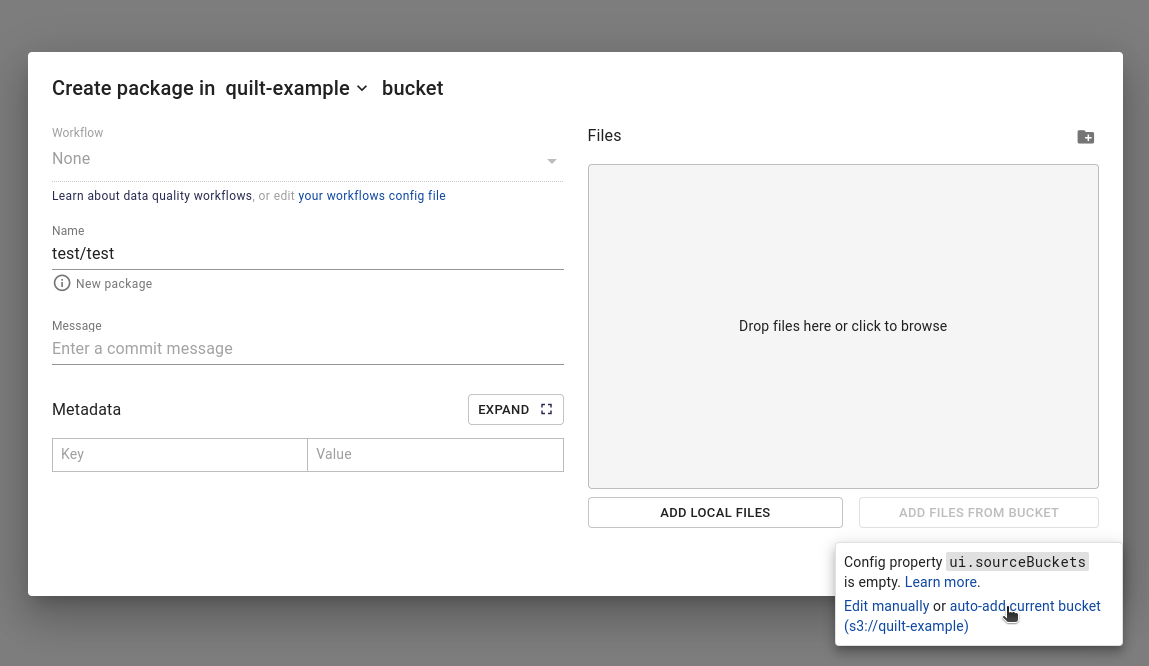 Create package in quilt-example bucket
Workflow
None
Learn about data quality workflows, or edit your workflows config file
Name
test/test
New package
Message
Enter a commit message
Metadata
EXPAND
Key
Value
Files
Drop files here or click to browse
ADD LOCAL FILES
ADD FILES FROM BUCKET
Config property ui.sourceBuckets
is empty. Learn more.
Edit manually or auto-add current bucket
(s3://quilt-example)